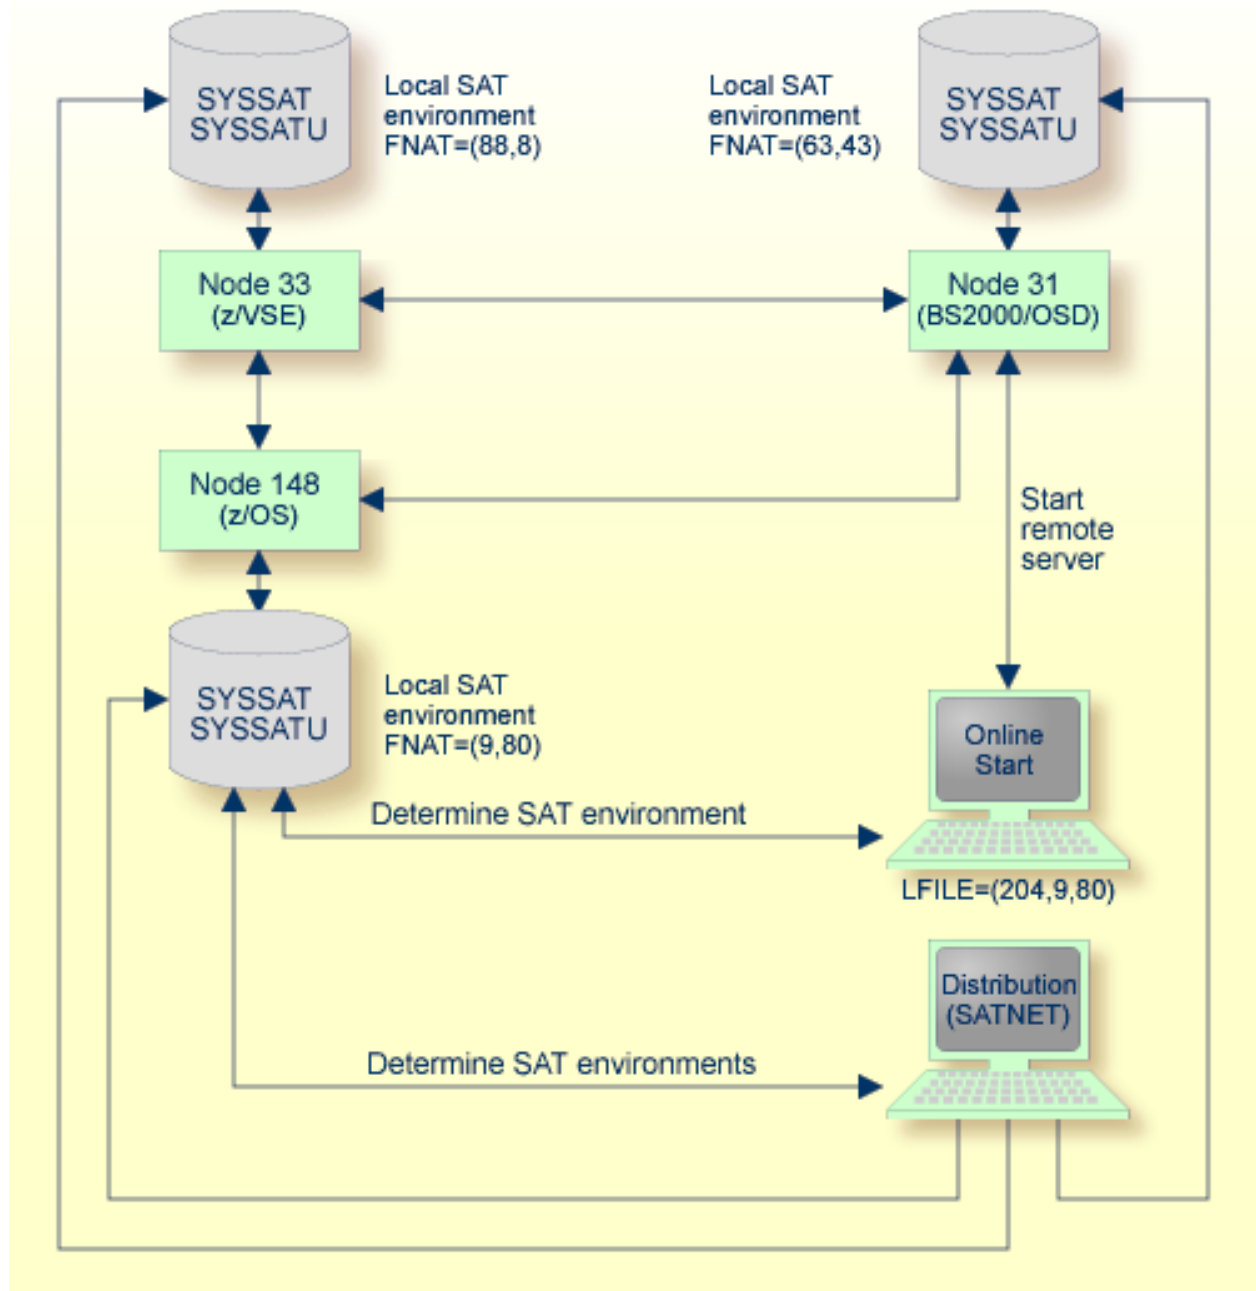 SYSSAT
SYSSATU
Local SAT
environment
FNAT=(88,8)
Local SAT
environment
FNAT=(63,43)
SYSSAT
SYSSATU
Node 33
(z/VSE)
Node 31
(BS2000/OSD)
Node 148
(z/OS)
Start
remote
server
SYSSAT
SYSSATU
Local SAT
environment
FNAT=(9,80)
Online
Start
Determine SAT environment
LFILE=(204,9,80)
Distribution
(SATNET)
Determine SAT environments